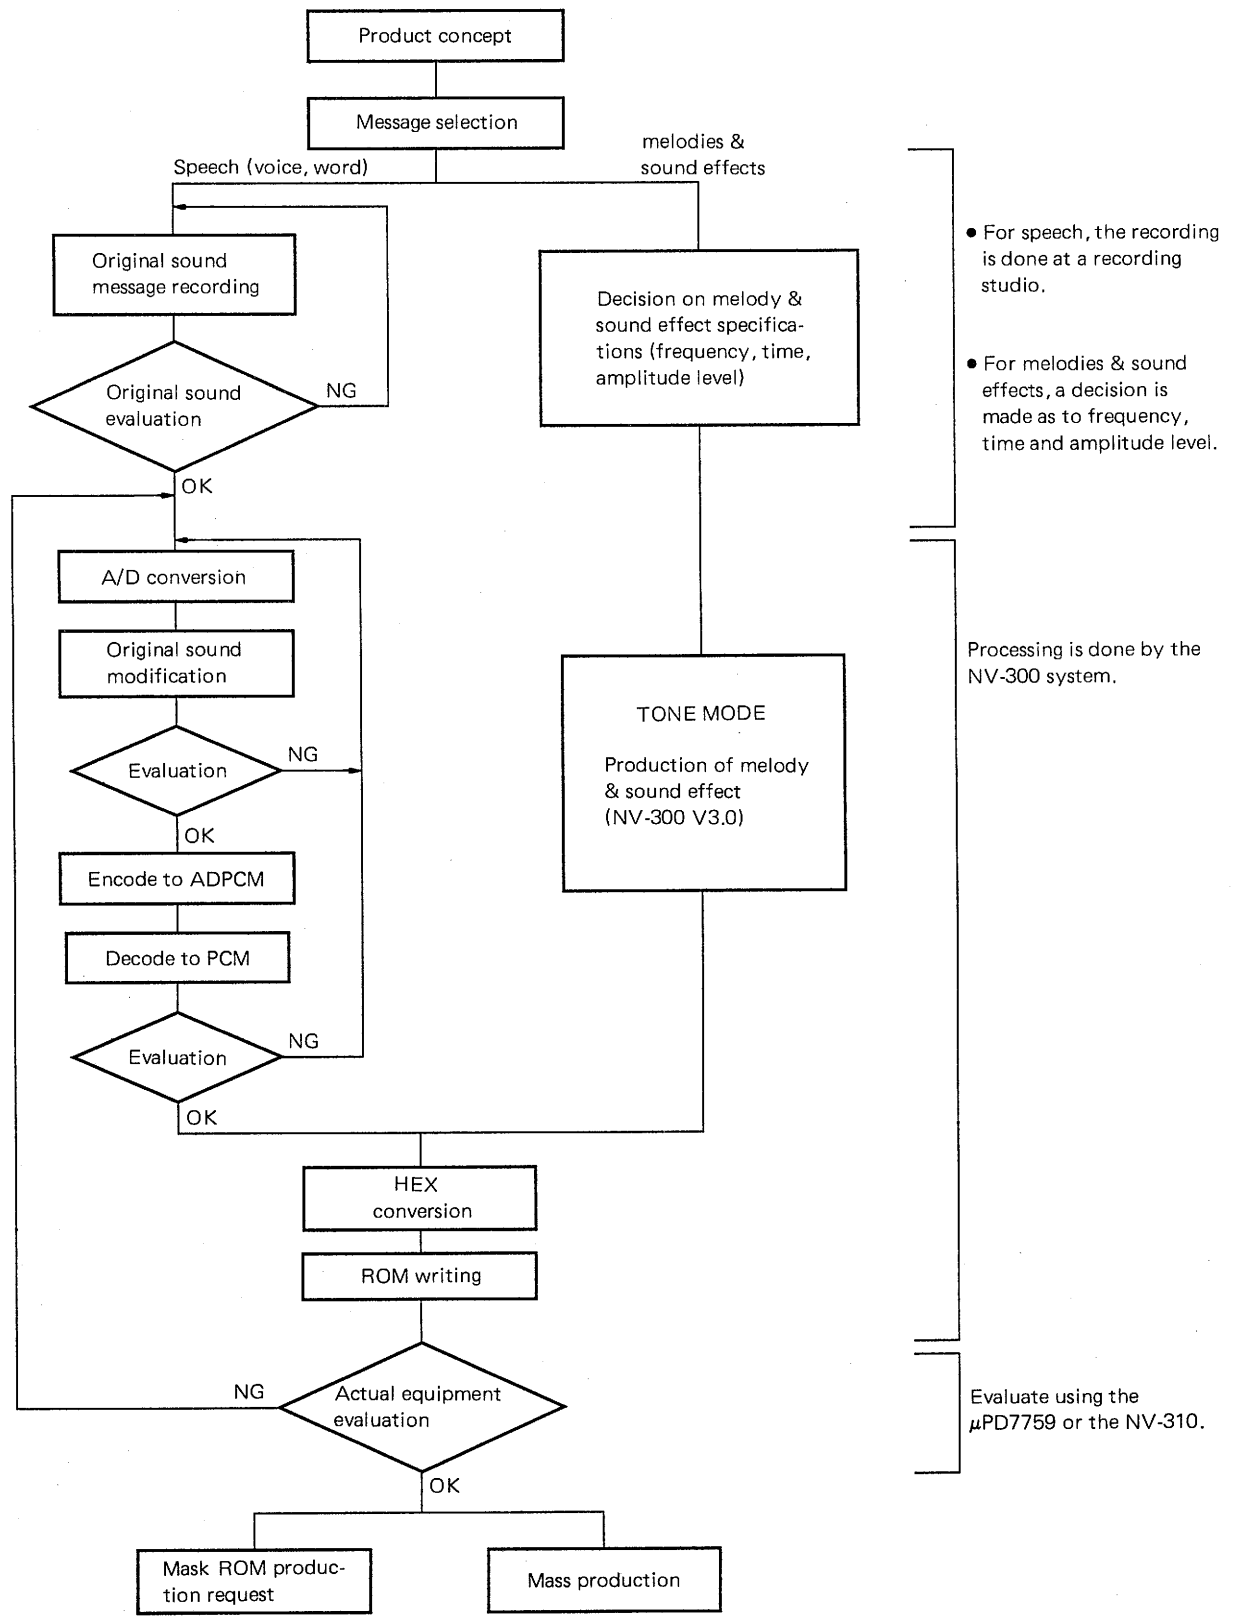 Product concept
Message selection
Speech (voice, word)
melodies &
sound effects
Original sound
message recording
Original sound
evaluation
NG
OK
Decision on melody &
sound effect specifica-
tions (frequency, time,
amplitude level)
• For speech, the recording
is done at a recording
studio.
• For melodies & sound
effects, a decision is
made as to frequency,
time and amplitude level.
A/D conversion
Original sound
modification
Evaluation
NG
OK
Encode to ADPCM
Decode to PCM
Evaluation
NG
OK
TONE MODE
Production of melody
& sound effect
(NV-300 V3.0)
Processing is done by the
NV-300 system.
HEX
conversion
ROM writing
Actual equipment
evaluation
NG
OK
Evaluate using the
μPD7759 or the NV-310.
Mask ROM produc-
tion request
Mass production